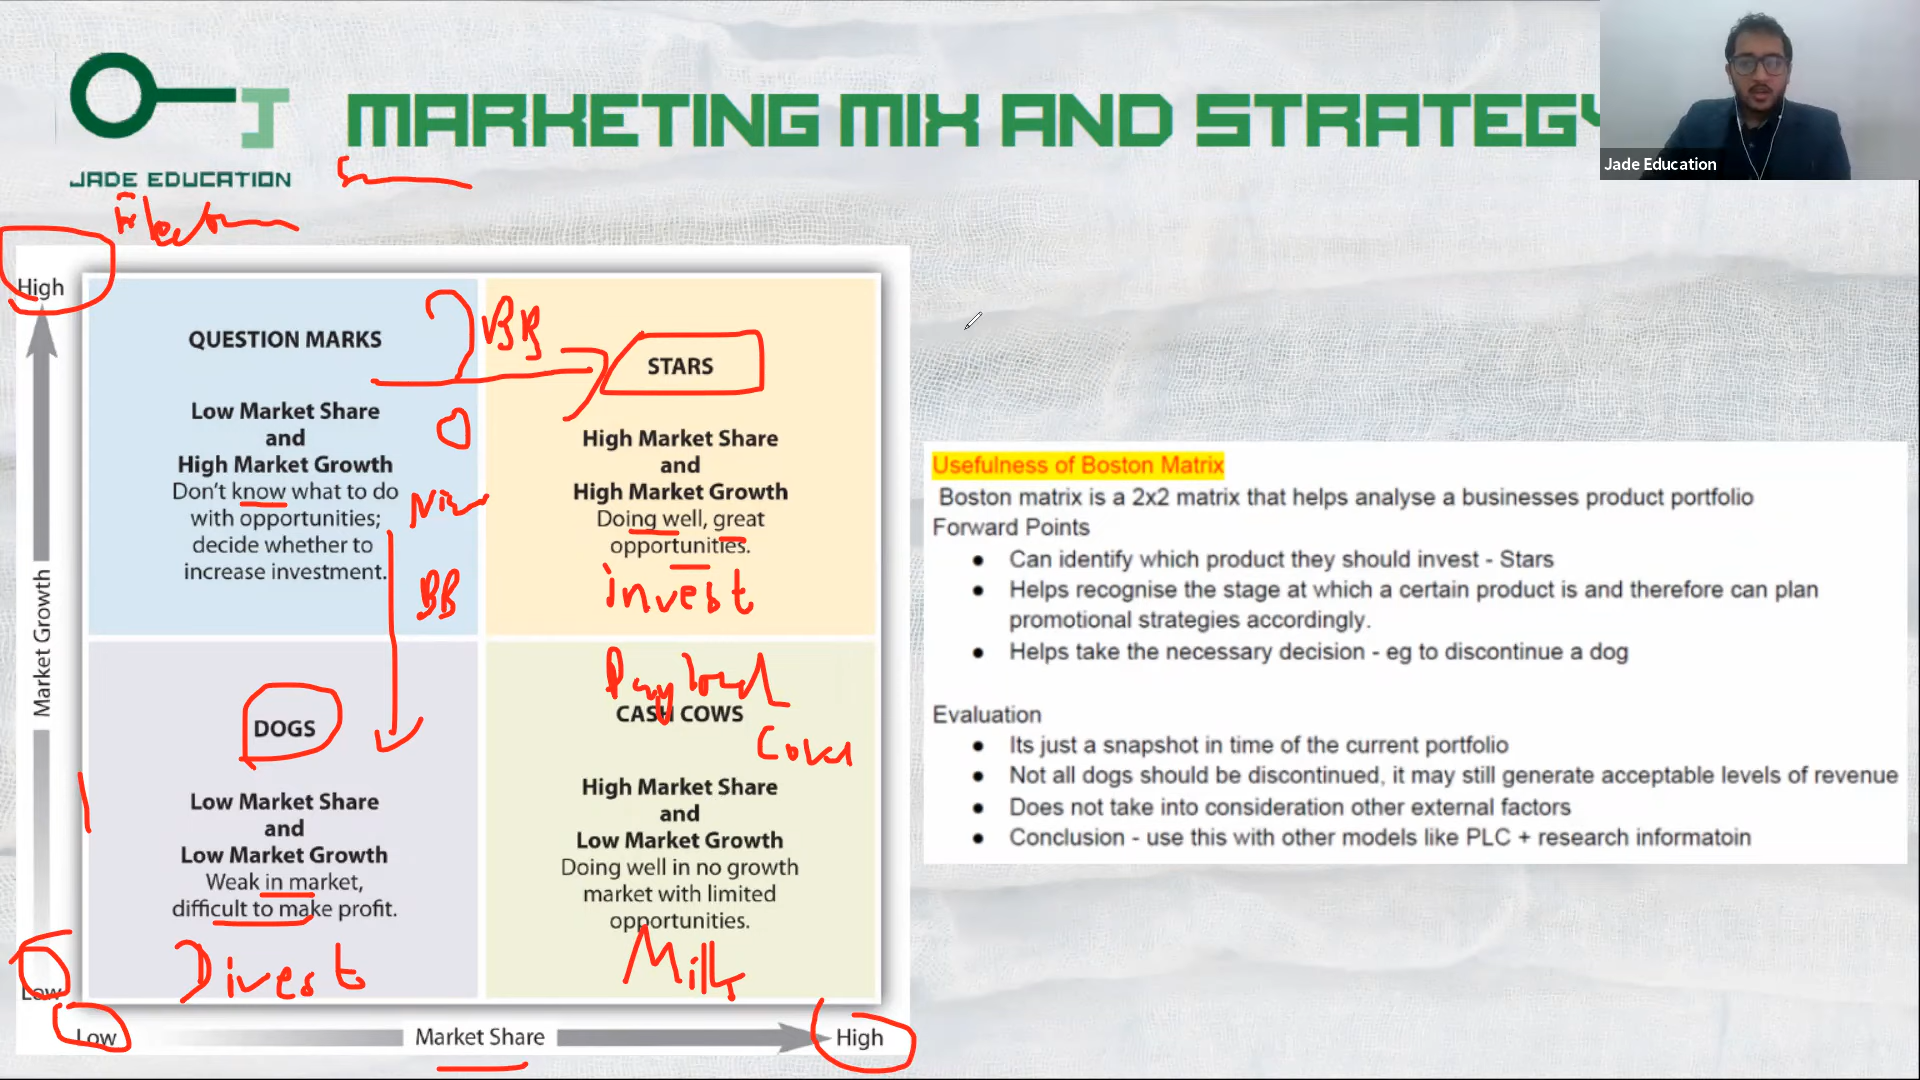 MARKETING MIX AND STRATEGY
J
JADE EDUCATION
Jade Education
High
Market Growth
Low
QUESTION MARKS
Low Market Share
and
High Market Growth
Don't know what to do
with opportunities;
decide whether to
increase investment.
?
BB
BB
STARS
High Market Share
and
High Market Growth
Doing well, great
opportunities.
invest
DOGS
Low Market Share
and
Low Market Growth
Weak in market,
difficult to make profit.
Divest
CASH COWS
High Market Share
and
Low Market Growth
Doing well in no growth
market with limited
opportunities.
Milk
Low
Market Share
High
Usefulness of Boston Matrix
Boston matrix is a 2x2 matrix that helps analyse a businesses product portfolio
Forward Points
● Can identify which product they should invest - Stars
● Helps recognise the stage at which a certain product is and therefore can plan
promotional strategies accordingly.
● Helps take the necessary decision - eg to discontinue a dog
Evaluation
● Its just a snapshot in time of the current portfolio
● Not all dogs should be discontinued, it may still generate acceptable levels of revenue
● Does not take into consideration other external factors
● Conclusion - use this with other models like PLC + research informatoin